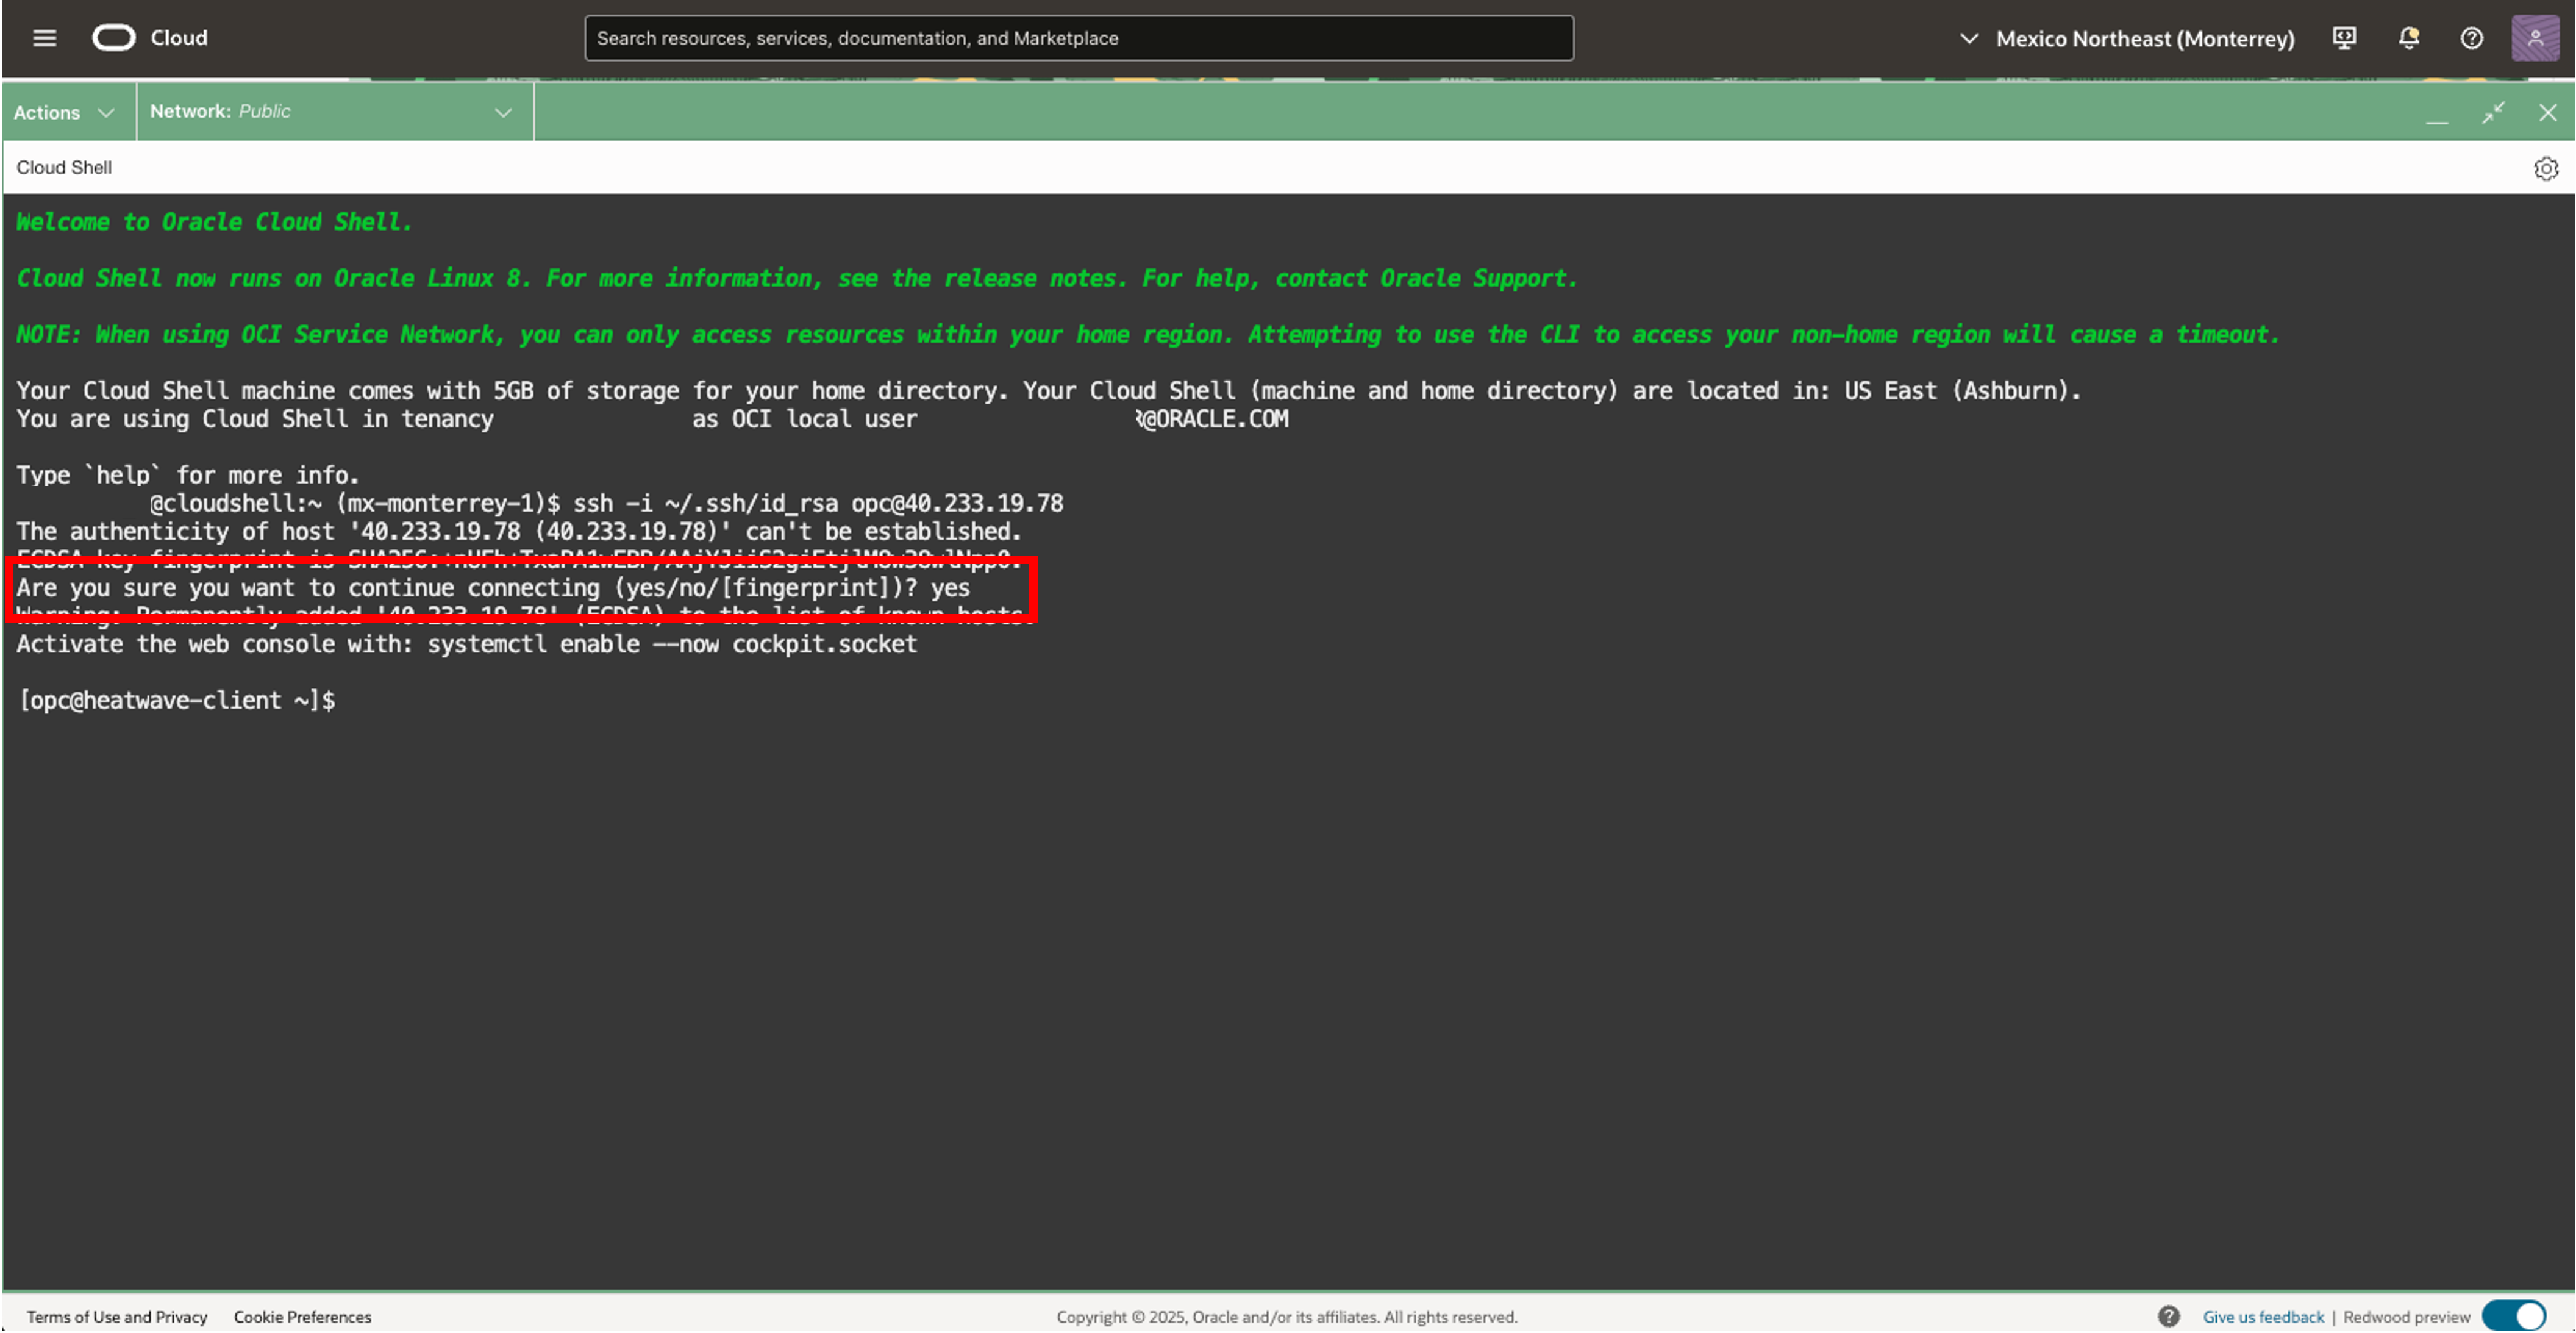 Cloud
Search resources, services, documentation, and Marketplace
Mexico Northeast (Monterrey)
Actions
Network: Public
Cloud Shell
Welcome to Oracle Cloud Shell.
Cloud Shell now runs on Oracle Linux 8. For more information, see the release notes. For help, contact Oracle Support.
NOTE: When using OCI Service Network, you can only access resources within your home region. Attempting to use the CLI to access your non-home region will cause a timeout.
Your Cloud Shell machine comes with 5GB of storage for your home directory. Your Cloud Shell (machine and home directory) are located in: US East (Ashburn).
You are using Cloud Shell in tenancy as OCI local user @ORACLE.COM
Type `help` for more info.
@cloudshell:~ (mx-monterrey-1)$ ssh -i ~/.ssh/id_rsa opc@40.233.19.78
The authenticity of host '40.233.19.78 (40.233.19.78)' can't be established.
ECDSA key fingerprint is
Are you sure you want to continue connecting (yes/no/[fingerprint])? yes
Warning: Permanently added '40.233.19.78' (ECDSA) to the list of known hosts.
Activate the web console with: systemctl enable --now cockpit.socket
[opc@heatwave-client ~]$
Terms of Use and Privacy Cookie Preferences Copyright © 2025, Oracle and/or its affiliates. All rights reserved. Give us feedback | Redwood preview